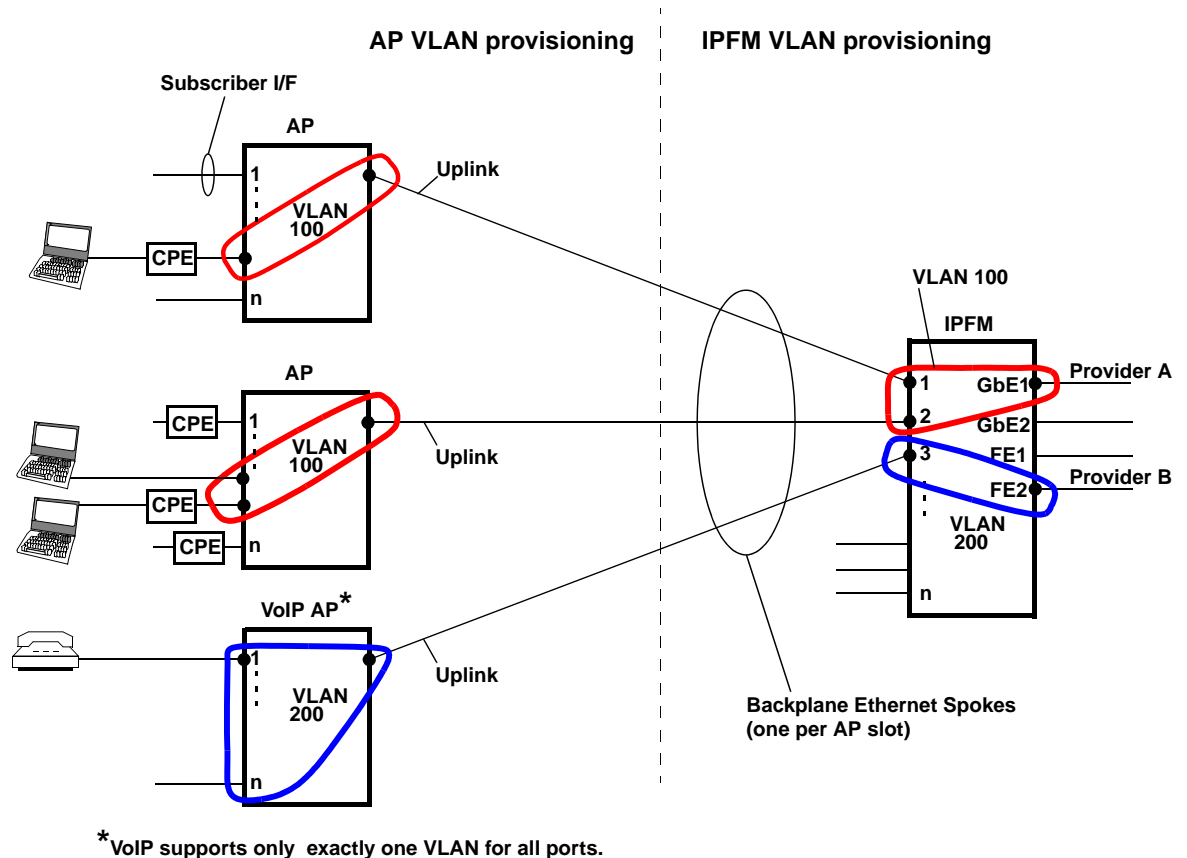 AP VLAN provisioning
IPFM VLAN provisioning
Subscriber I/F
AP
1
VLAN
100
n
CPE
Uplink
AP
CPE
1
VLAN
100
CPE
CPE
n
Uplink
VoIP AP*
1
VLAN
200
n
Uplink
VLAN 100
IPFM
1
GbE1
Provider A
2
GbE2
3
FE1
FE2
Provider B
VLAN
200
n
Backplane Ethernet Spokes
(one per AP slot)
*VoIP supports only exactly one VLAN for all ports.